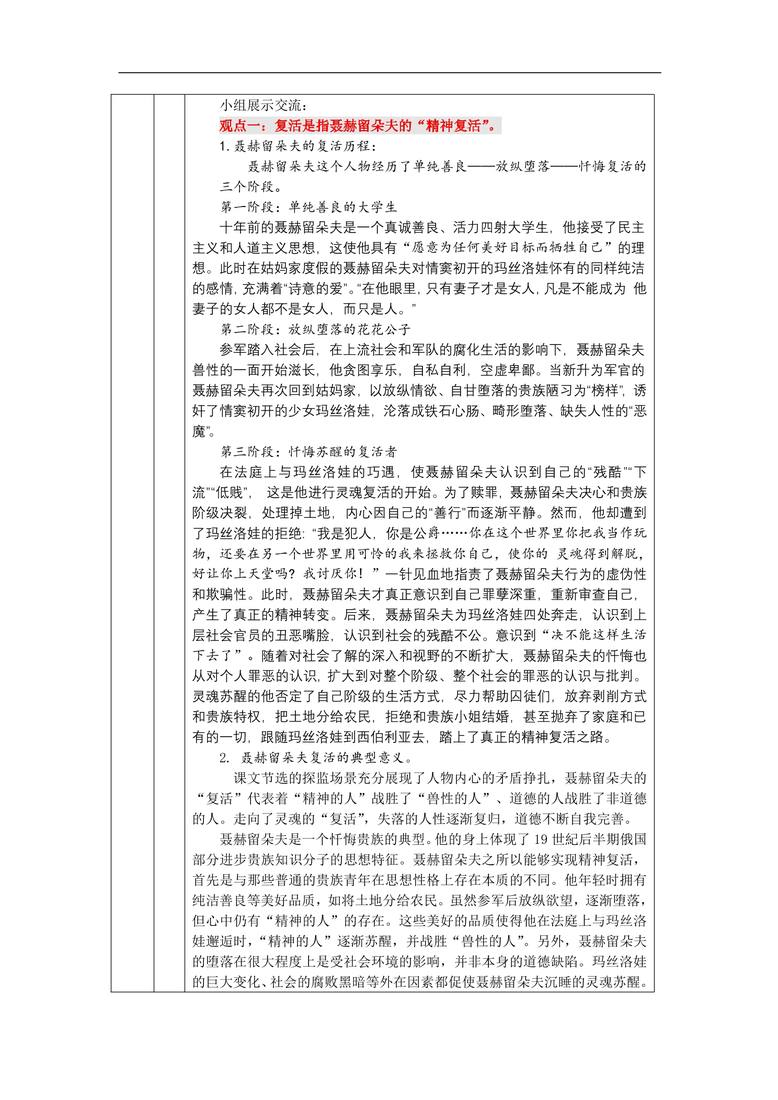 小组展示交流：
观点一：复活是指聂赫留朵夫的“精神复活”。
1.聂赫留朵夫的复活历程：
聂赫留朵夫这个人物经历了单纯善良——放纵堕落——忏悔复活的
三个阶段。
第一阶段：单纯善良的大学生
十年前的聂赫留朵夫是一个真诚善良、活力四射大学生，他接受了民主
主义和人道主义思想，这使他具有“愿意为任何美好目标而牺牲自己”的理
想。此时在姑妈家度假的聂赫留朵夫对情窦初开的玛丝洛娃怀有的同样纯洁
的感情，充满着“诗意的爱”。“在他眼里，只有妻子才是女人，凡是不能成为 他
妻子的女人都不是女人，而只是人。”
第二阶段：放纵堕落的花花公子
参军踏入社会后，在上流社会和军队的腐化生活的影响下，聂赫留朵夫
兽性的一面开始滋长，他贪图享乐，自私自利，空虚卑鄙。当新升为军官的
聂赫留朵夫再次回到姑妈家，以放纵情欲、自甘堕落的贵族陋习为“榜样”，诱
奸了情窦初开的少女玛丝洛娃，沦落成铁石心肠、畸形堕落、缺失人性的“恶
魔”。
第三阶段：忏悔苏醒的复活者
在法庭上与玛丝洛娃的巧遇，使聂赫留朵夫认识到自己的“残酷”“下
流”“低贱”， 这是他进行灵魂复活的开始。为了赎罪，聂赫留朵夫决心和贵族
阶级决裂，处理掉土地，内心因自己的“善行”而逐渐平静。然而，他却遭到
了玛丝洛娃的拒绝：“我是犯人，你是公爵……你在这个世界里你把我当作玩
物，还要在另一个世界里用可怜的我来拯救你自己，使你的 灵魂得到解脱，
好让你上天堂吗？我讨厌你！”一针见血地指责了聂赫留朵夫行为的虚伪性
和欺骗性。此时，聂赫留朵夫才真正意识到自己罪孽深重，重新审查自己，
产生了真正的精神转变。后来，聂赫留朵夫为玛丝洛娃四处奔走，认识到上
层社会官员的丑恶嘴脸，认识到社会的残酷不公。意识到“决不能这样生活
下去了”。随着对社会了解的深入和视野的不断扩大，聂赫留朵夫的忏悔也
从对个人罪恶的认识，扩大到对整个阶级、整个社会的罪恶的认识与批判。
灵魂苏醒的他否定了自己阶级的生活方式，尽力帮助囚徒们，放弃剥削方式
和贵族特权，把土地分给农民，拒绝和贵族小姐结婚，甚至抛弃了家庭和已
有的一切，跟随玛丝洛娃到西伯利亚去，踏上了真正的精神复活之路。
2. 聂赫留朵夫复活的典型意义。
课文节选的探监场景充分展现了人物内心的矛盾挣扎，聂赫留朵夫的
“复活”代表着“精神的人”战胜了“兽性的人”、道德的人战胜了非道德
的人。走向了灵魂的“复活”，失落的人性逐渐复归，道德不断自我完善。
聂赫留朵夫是一个忏悔贵族的典型。他的身上体现了 19 世纪后半期俄国
部分进步贵族知识分子的思想特征。聂赫留朵夫之所以能够实现精神复活，
首先是与那些普通的贵族青年在思想性格上存在本质的不同。他年轻时拥有
纯洁善良等美好品质，如将土地分给农民。虽然参军后放纵欲望，逐渐堕落，
但心中仍有“精神的人”的存在。这些美好的品质使得他在法庭上与玛丝洛
娃邂逅时，“精神的人”逐渐苏醒，并战胜“兽性的人”。另外，聂赫留朵夫
的堕落在很大程度上是受社会环境的影响，并非本身的道德缺陷。玛丝洛娃
的巨大变化、社会的腐败黑暗等外在因素都促使聂赫留朵夫沉睡的灵魂苏醒。